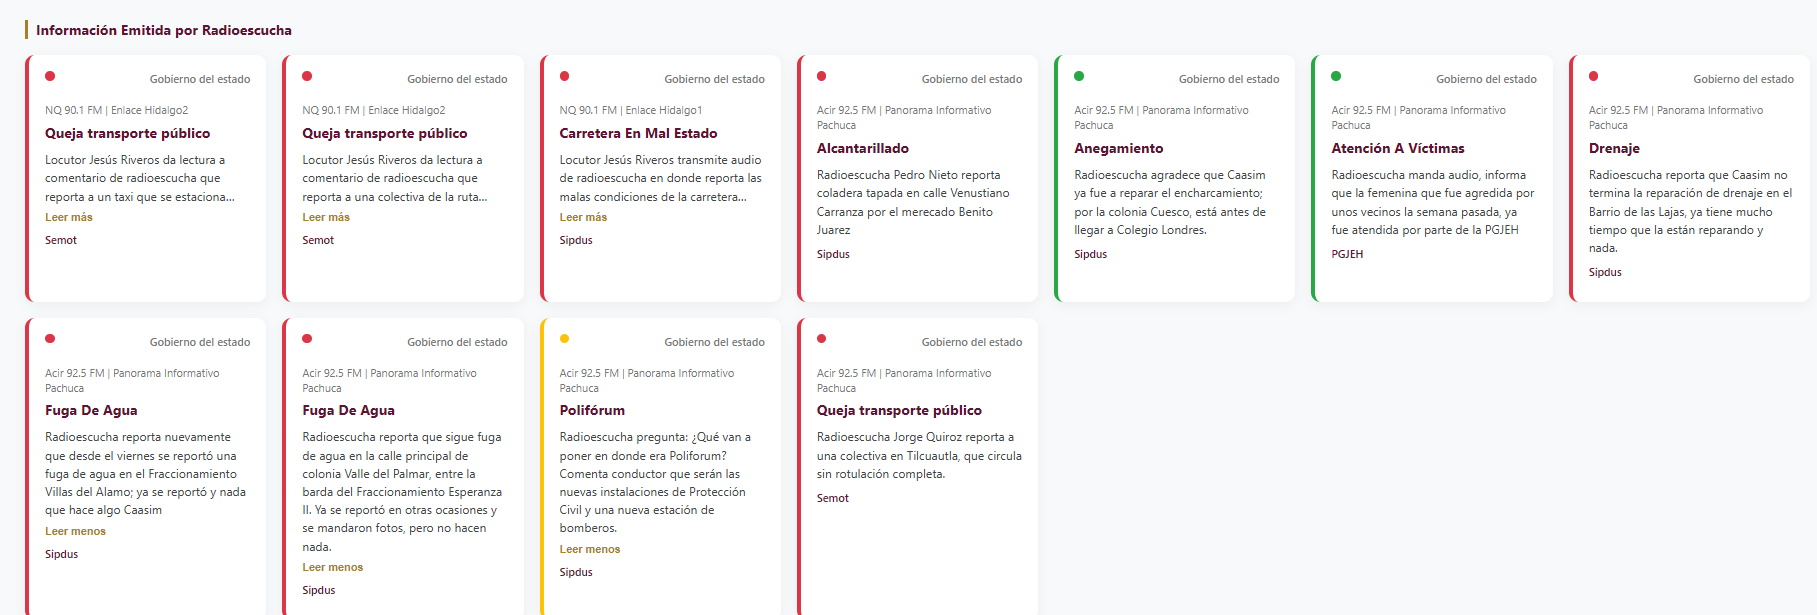 Información Emitida por Radioescucha
Gobierno del estado
NQ 90.1 FM | Enlace Hidalgo2
Queja transporte público
Locutor Jesús Riveros da lectura a
comentario de radioescucha que
reporta a un taxi que se estaciona...
Leer más
Semot
Gobierno del estado
NQ 90.1 FM | Enlace Hidalgo2
Queja transporte público
Locutor Jesús Riveros da lectura a
comentario de radioescucha que
reporta a una colectiva de la ruta...
Leer más
Semot
Gobierno del estado
NQ 90.1 FM | Enlace Hidalgo1
Carretera En Mal Estado
Locutor Jesús Riveros transmite audio
de radioescucha en donde reporta las
malas condiciones de la carretera...
Leer más
Sipdus
Gobierno del estado
Acir 92.5 FM | Panorama Informativo
Pachuca
Alcantarillado
Radioescucha Pedro Nieto reporta
coladera tapada en calle Venustiano
Carranza por el merecado Benito
Juarez
Sipdus
Gobierno del estado
Acir 92.5 FM | Panorama Informativo
Pachuca
Anegamiento
Radioescucha agradece que Caasim
ya fue a reparar el encharcamiento;
por la colonia Cuesco, está antes de
llegar a Colegio Londres.
Sipdus
Gobierno del estado
Acir 92.5 FM | Panorama Informativo
Pachuca
Atención A Víctimas
Radioescucha manda audio, informa
que la femenina que fue agredida por
unos vecinos la semana pasada, ya
fue atendida por parte de la PGJEH
PGJEH
Gobierno del estado
Acir 92.5 FM | Panorama Informativo
Pachuca
Drenaje
Radioescucha reporta que Caasim no
termina la reparación de drenaje en el
Barrio de las Lajas, ya tiene mucho
tiempo que la están reparando y
nada.
Sipdus
Gobierno del estado
Acir 92.5 FM | Panorama Informativo
Pachuca
Fuga De Agua
Radioescucha reporta nuevamente
que desde el viernes se reportó una
fuga de agua en el Fraccionamiento
Villas del Alamo; ya se reportó y nada
que hace algo Caasim
Leer menos
Sipdus
Gobierno del estado
Acir 92.5 FM | Panorama Informativo
Pachuca
Fuga De Agua
Radioescucha reporta que sigue fuga
de agua en la calle principal de
colonia Valle del Palmar, entre la
barda del Fraccionamiento Esperanza
II. Ya se reportó en otras ocasiones y
se mandaron fotos, pero no hacen
nada.
Leer menos
Sipdus
Gobierno del estado
Acir 92.5 FM | Panorama Informativo
Pachuca
Polifórum
Radioescucha pregunta: ¿Qué van a
poner en donde era Poliforum?
Comenta conductor que serán las
nuevas instalaciones de Protección
Civil y una nueva estación de
bomberos.
Leer menos
Sipdus
Gobierno del estado
Acir 92.5 FM | Panorama Informativo
Pachuca
Queja transporte público
Radioescucha Jorge Quiroz reporta a
una colectiva en Tilcuautla, que circula
sin rotulación completa.
Semot